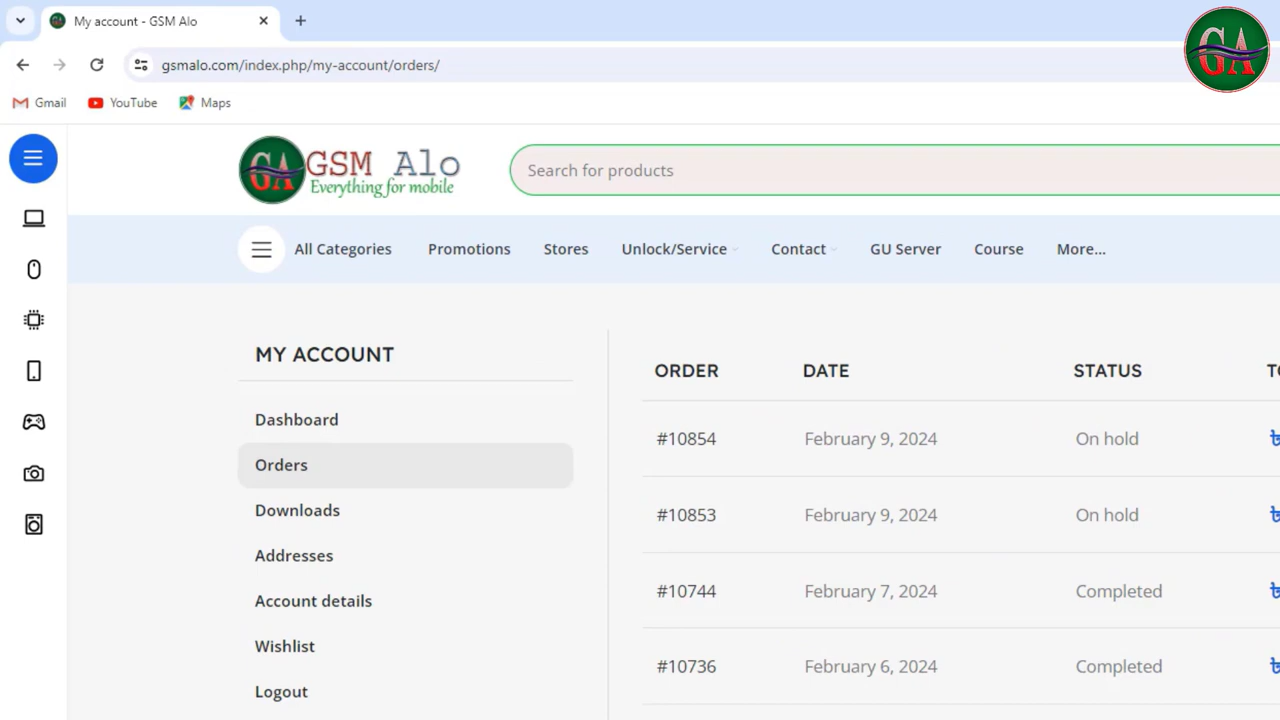 My account - GSM Alo
gsmalo.com/index.php/my-account/orders/
GA
Gmail YouTube Maps
GA GSM Alo
Everything for mobile
Search for products
All Categories Promotions Stores Unlock/Service Contact GU Server Course More...
MY ACCOUNT
Dashboard
Orders
Downloads
Addresses
Account details
Wishlist
Logout
ORDER DATE STATUS
#10854 February 9, 2024 On hold ৳
#10853 February 9, 2024 On hold ৳
#10744 February 7, 2024 Completed ৳
#10736 February 6, 2024 Completed ৳